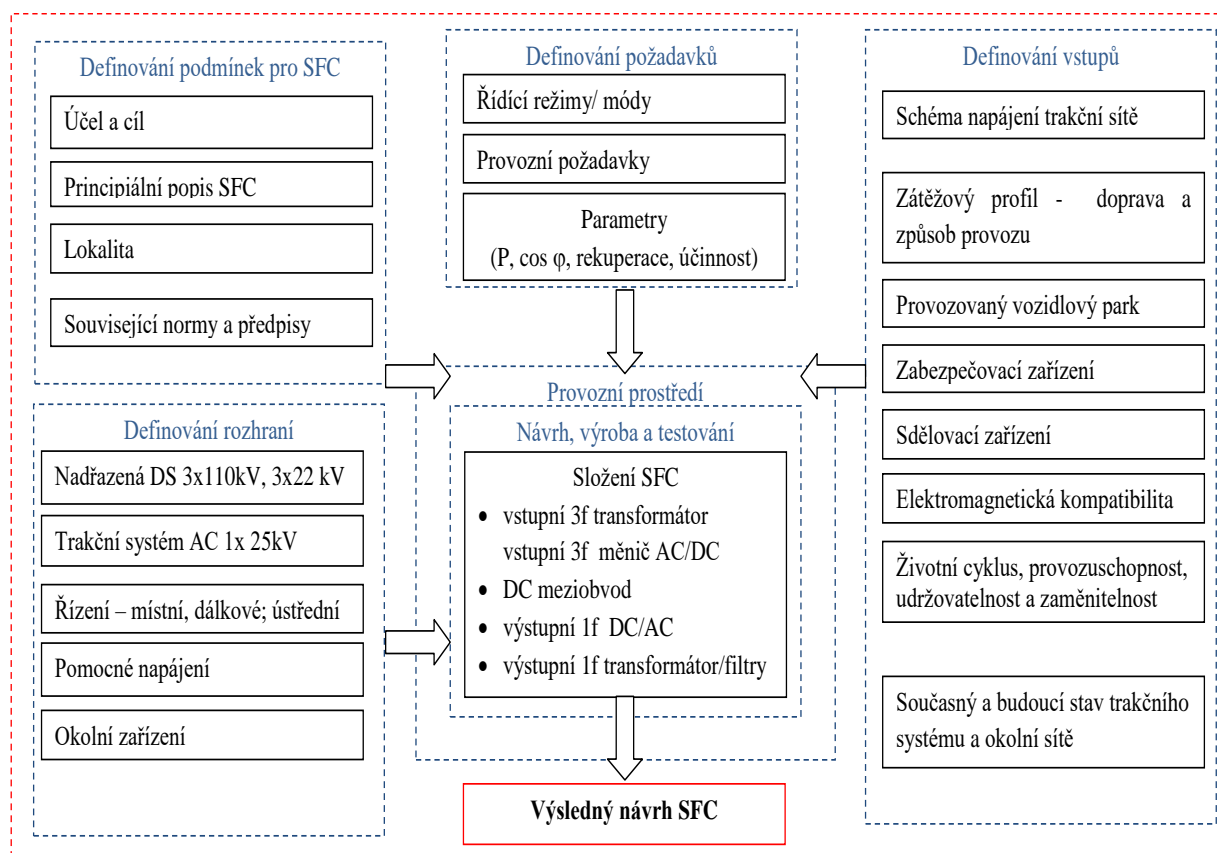 Definování podmínek pro SFC
Účel a cíl
Principiální popis SFC
Lokalita
Související normy a předpisy
Definování požadavků
Řídící režimy/ módy
Provozní požadavky
Parametry
(P, cos φ, rekuperace, účinnost)
Definování vstupů
Schéma napájení trakční sítě
Zátěžový profil - doprava a
způsob provozu
Provozovaný vozidlový park
Zabezpečovací zařízení
Sdělovací zařízení
Elektromagnetická kompatibilita
Životní cyklus, provozuschopnost,
udržovatelnost a zaměnitelnost
Současný a budoucí stav trakčního
systému a okolní sítě
Definování rozhraní
Nadřazená DS 3x110kV, 3x22 kV
Trakční systém AC 1x 25kV
Řízení – místní, dálkové; ústřední
Pomocné napájení
Okolní zařízení
Provozní prostředí
Návrh, výroba a testování
Složení SFC
• vstupní 3f transformátor
vstupní 3f měnič AC/DC
• DC meziobvod
• výstupní 1f DC/AC
• výstupní 1f transformátor/filtry
Výsledný návrh SFC